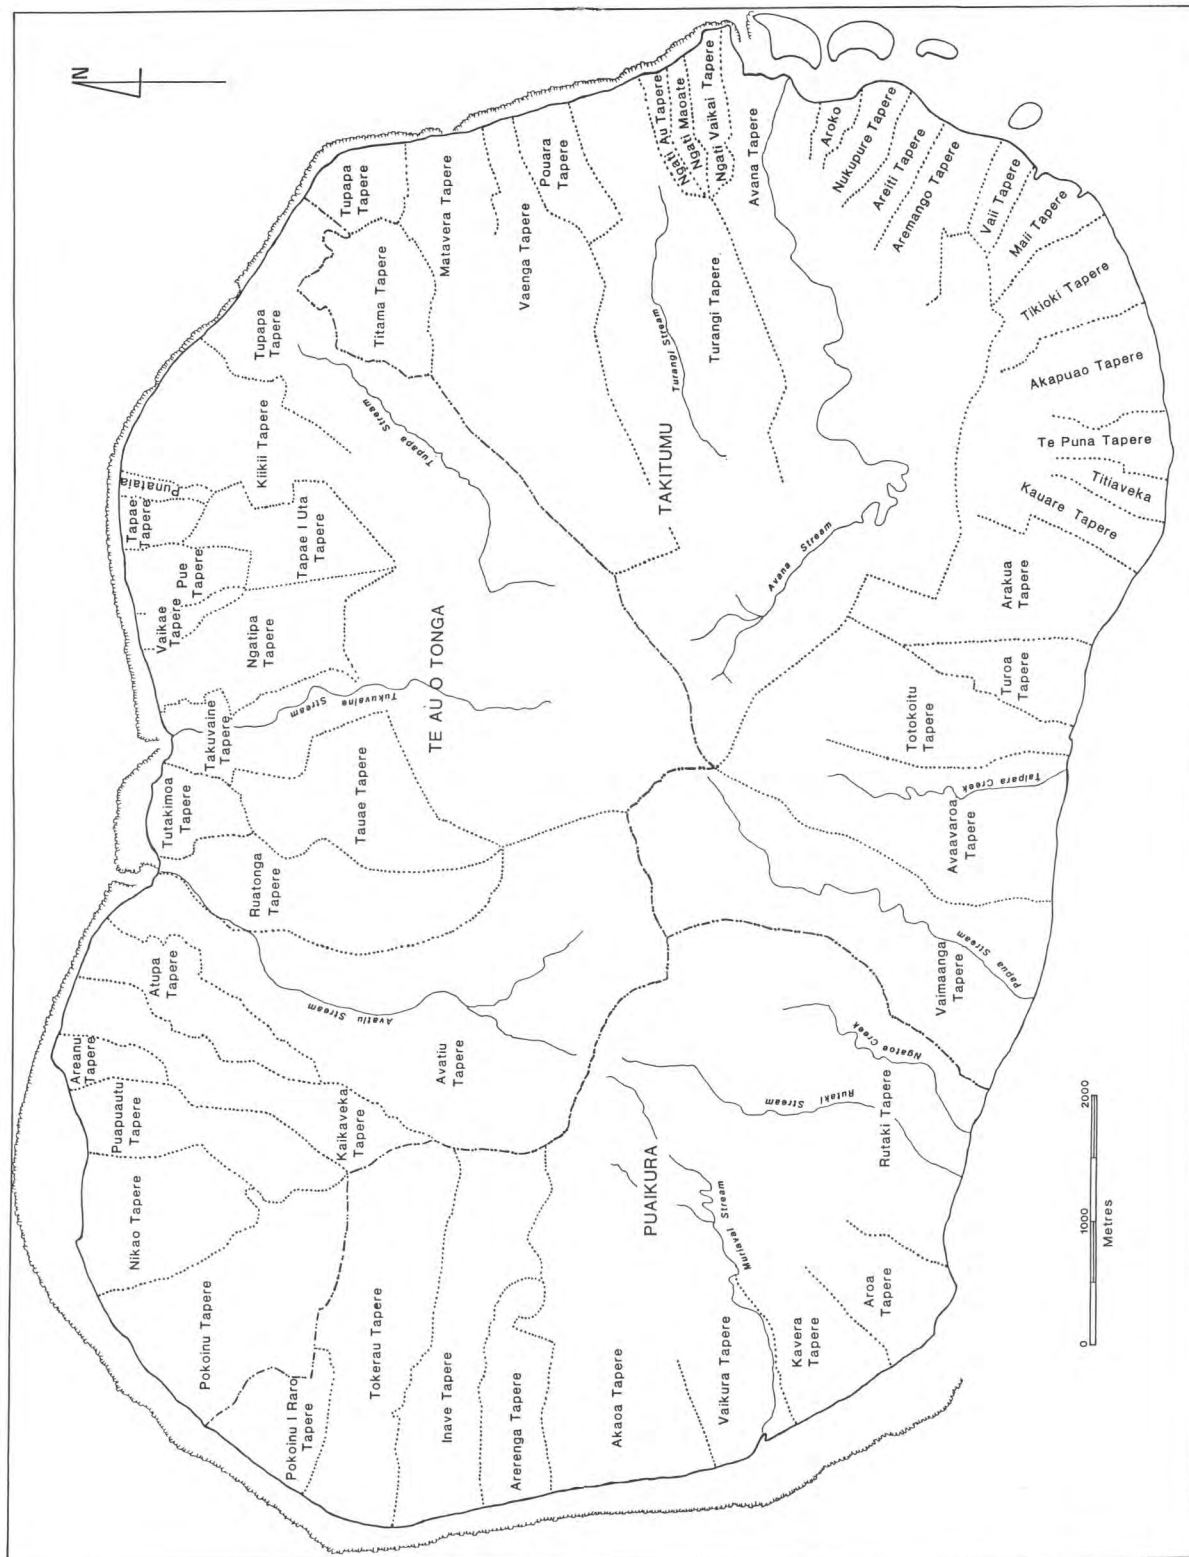 N
Tupapa
Tapere
Titama Tapere
Matavera Tapere
Vaenga Tapere
Pouara
Tapere
Ngati Au Tapere
Ngati Maoate
Ngati Vaikai Tapere
Avana Tapere
Aroko
Nukupure Tapere
Areiti Tapere
Aremango Tapere
Vaii Tapere
Maii Tapere
Tikioki Tapere
Akapuao Tapere
Te Puna Tapere
Titiaveka
Kauare Tapere
Arakua
Tapere
Turoa
Tapere
Totokoitu
Tapere
Taipara Creek
Avaavaroa
Tapere
Papua Stream
Vaimaanga
Tapere
Turangi Stream
Turangi Tapere
TAKITUMU
Avana Stream
Tupapa
Tapere
Kiikii Tapere
Tupapa Stream
Punataia
Tapae
Tapere
Tapae I Uta
Tapere
Pue
Tapere
Vaikae
Tapere
Ngatipa
Tapere
TE AU O TONGA
Takuvaine
Tapere
Tukuvaine Stream
Tutakimoa
Tapere
Tauae Tapere
Ruatonga
Tapere
Avatiu Stream
Avatiu
Tapere
Atupa
Tapere
Areanu
Tapere
Kaikaveka
Tapere
Puapuautu
Tapere
Nikao Tapere
Pokoinu Tapere
Pokoinu I Raro
Tapere
Tokerau Tapere
Inave Tapere
Arerenga Tapere
Akaoa Tapere
PUAIKURA
Muriavai Stream
Vaikura Tapere
Kavera
Tapere
Aroa
Tapere
Rutaki Tapere
Rutaki Stream
Ngatoe Creek
0 1000 2000
Metres